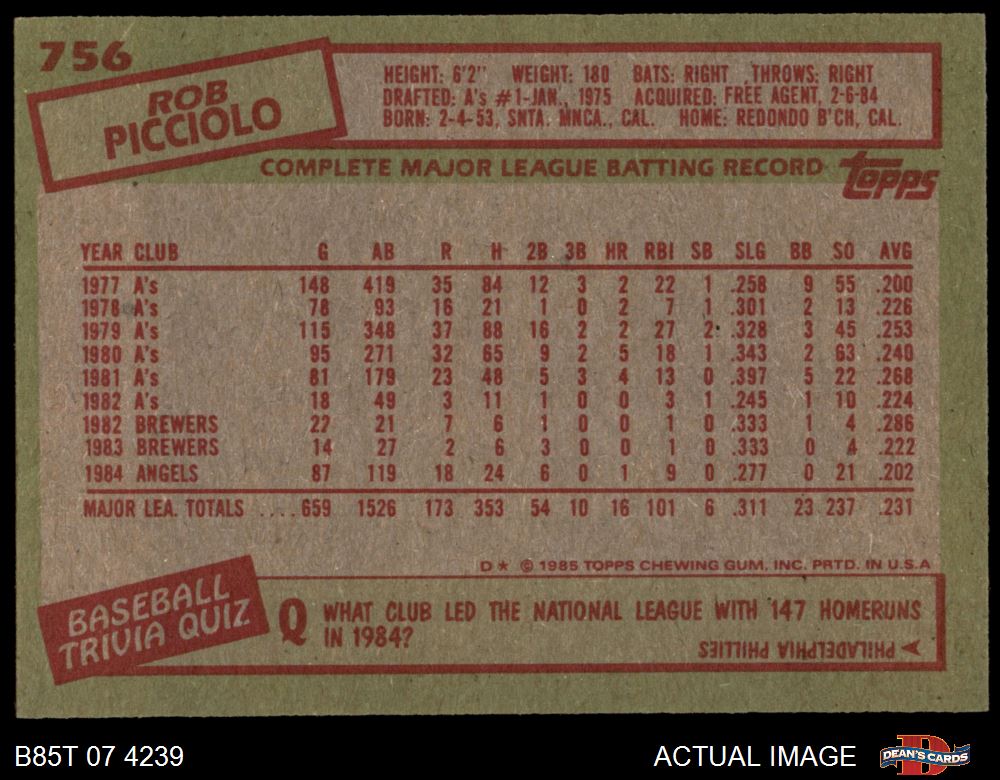 756
ROB
PICCIOLO
HEIGHT: 6'2" WEIGHT: 180 BATS: RIGHT THROWS: RIGHT
DRAFTED: A's #1-JAN., 1975 ACQUIRED: FREE AGENT, 2-6-84
BORN: 2-4-53, SNTA. MNCA., CAL. HOME: REDONDO B'CH, CAL.
COMPLETE MAJOR LEAGUE BATTING RECORD
topps
YEAR CLUB G AB R H 2B 3B HR RBI SB SLG BB SO AVG
1977 A's 148 419 35 84 12 3 2 22 1 .258 9 55 .200
1978 A's 78 93 16 21 1 0 2 7 1 .301 2 13 .226
1979 A's 115 348 37 88 16 2 2 27 2 .328 3 45 .253
1980 A's 95 271 32 65 9 2 5 18 1 .343 2 63 .240
1981 A's 81 179 23 48 5 3 4 13 0 .397 5 22 .268
1982 A's 18 49 3 11 1 0 0 3 1 .245 1 10 .224
1982 BREWERS 22 21 7 6 1 0 0 1 0 .333 1 4 .286
1983 BREWERS 14 27 2 6 3 0 0 1 0 .333 0 4 .222
1984 ANGELS 87 119 18 24 6 0 1 9 0 .277 0 21 .202
MAJOR LEA. TOTALS ....659 1526 173 353 54 10 16 101 6 .311 23 237 .231
D* © 1985 TOPPS CHEWING GUM, INC. PRTD. IN U.S.A
BASEBALL
TRIVIA QUIZ
Q WHAT CLUB LED THE NATIONAL LEAGUE WITH 147 HOMERUNS
IN 1984?
PHILADELPHIA PHILLIES
B85T 07 4239
ACTUAL IMAGE
DEAN'S CARDS